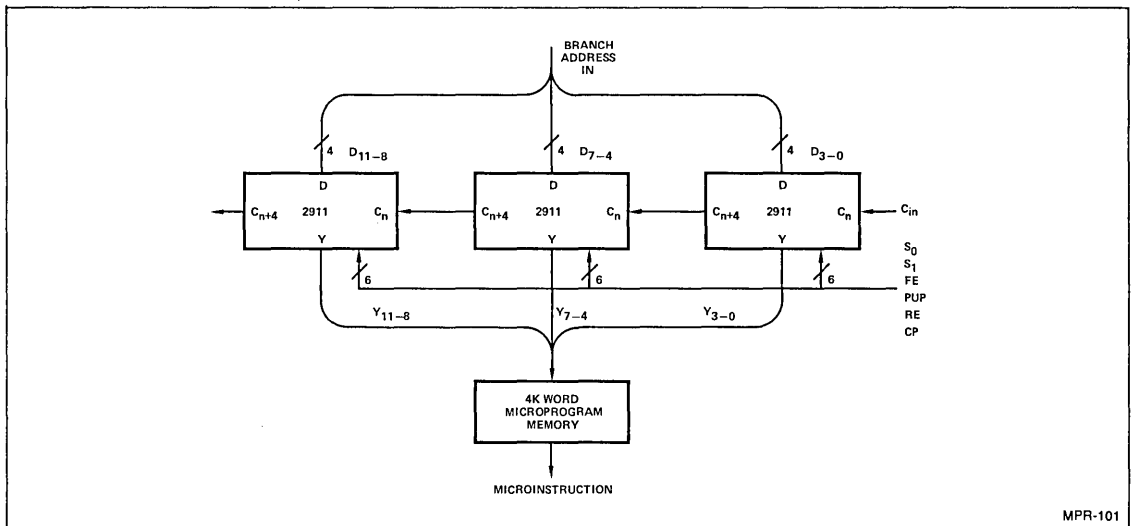 BRANCH
ADDRESS
IN
4 D11–8 4 D7–4 4 D3–0
D D D
Cn+4 2911 Cn Cn+4 2911 Cn Cn+4 2911 Cn Cin
Y Y Y
S0
S1
FE
PUP
RE
CP
6 6 6
Y11–8 Y7–4 Y3–0
4K WORD
MICROPROGRAM
MEMORY
MICROINSTRUCTION
MPR-101